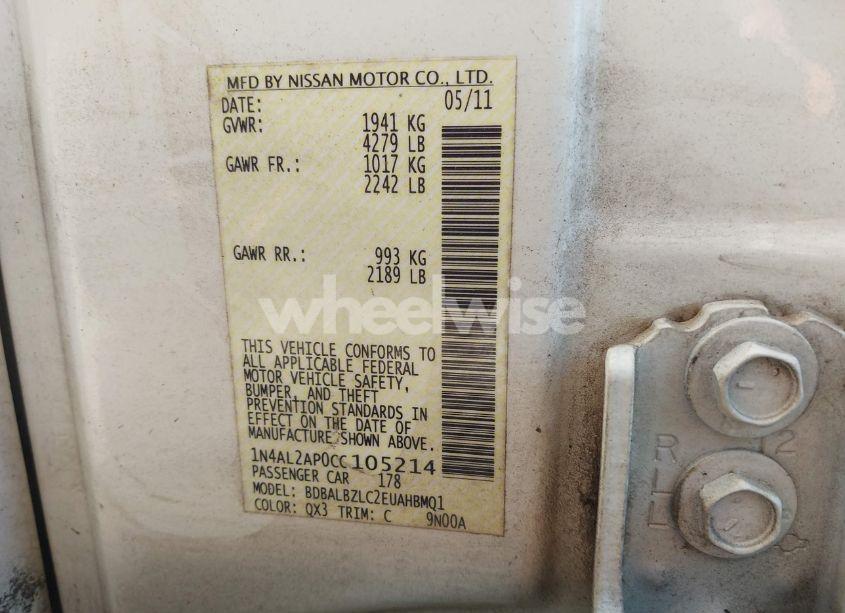 MFD BY NISSAN MOTOR CO., LTD.
DATE: 05/11
GVWR: 1941 KG
4279 LB
GAWR FR.: 1017 KG
2242 LB
GAWR RR.: 993 KG
2189 LB
wheelwise
THIS VEHICLE CONFORMS TO
ALL APPLICABLE FEDERAL
MOTOR VEHICLE SAFETY,
BUMPER, AND THEFT
PREVENTION STANDARDS IN
EFFECT ON THE DATE OF
MANUFACTURE SHOWN ABOVE.
1N4AL2AP0CC105214
PASSENGER CAR 178
MODEL: BDBALBZLC2EUAHBMQ1
COLOR: QX3 TRIM: C 9N00A
R 12